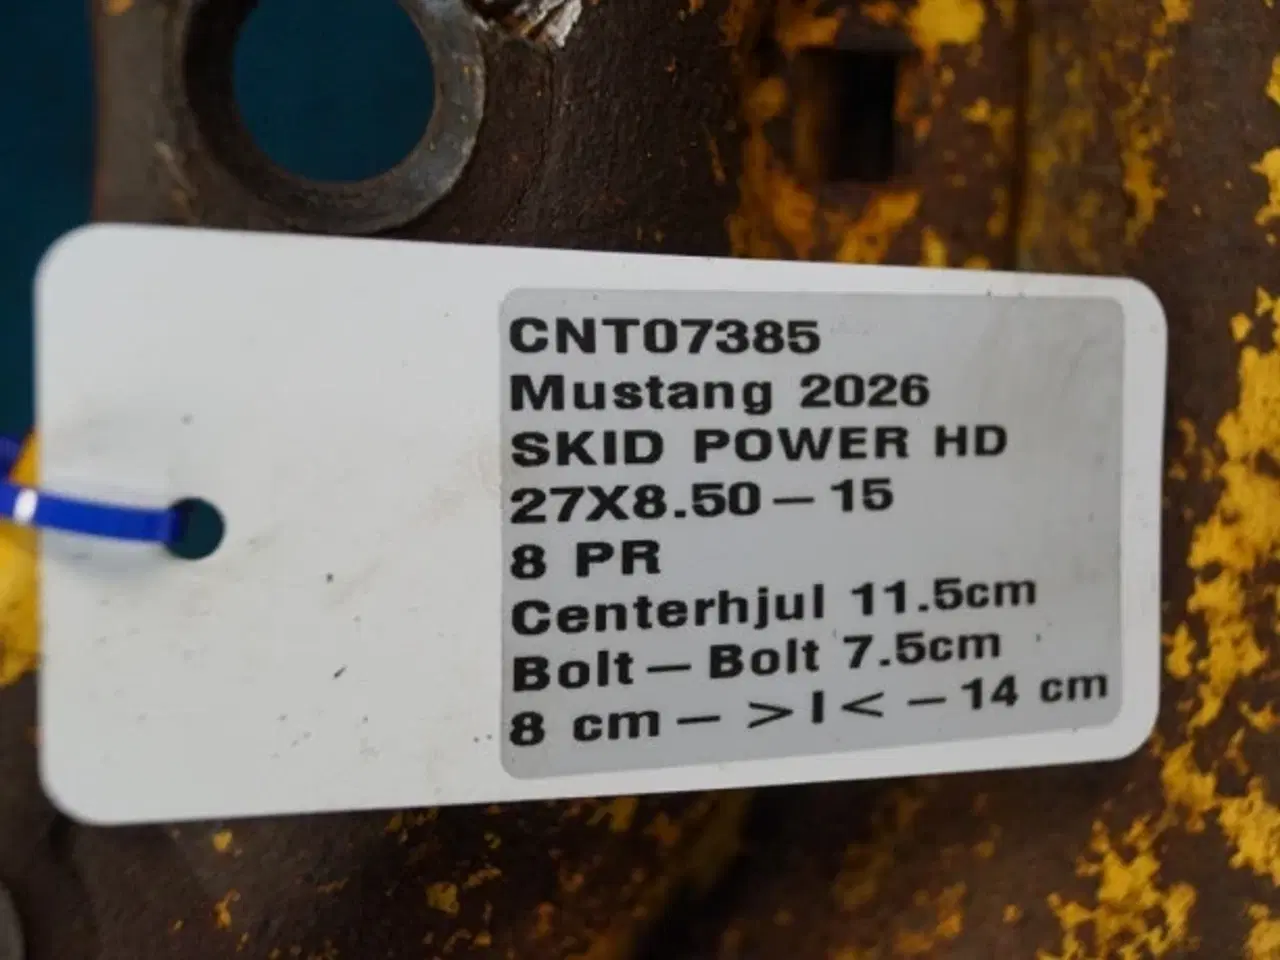 CNT07385
Mustang 2026
SKID POWER HD
27X8.50-15
8 PR
Centerhjul 11.5cm
Bolt-Bolt 7.5cm
8 cm- >I< -14 cm